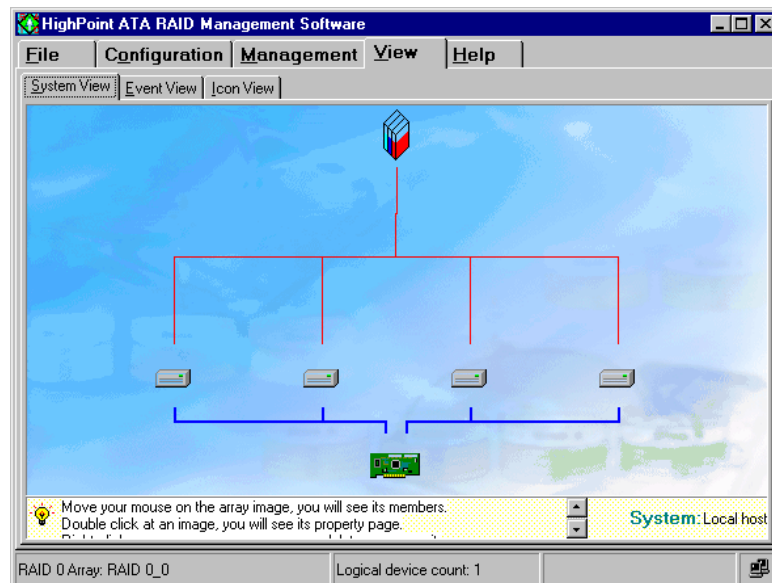 HighPoint ATA RAID Management Software
File Configuration Management View Help
System View Event View Icon View
Move your mouse on the array image, you will see its members.
Double click at an image, you will see its property page.
System: Local host
RAID 0 Array: RAID 0_0 Logical device count: 1